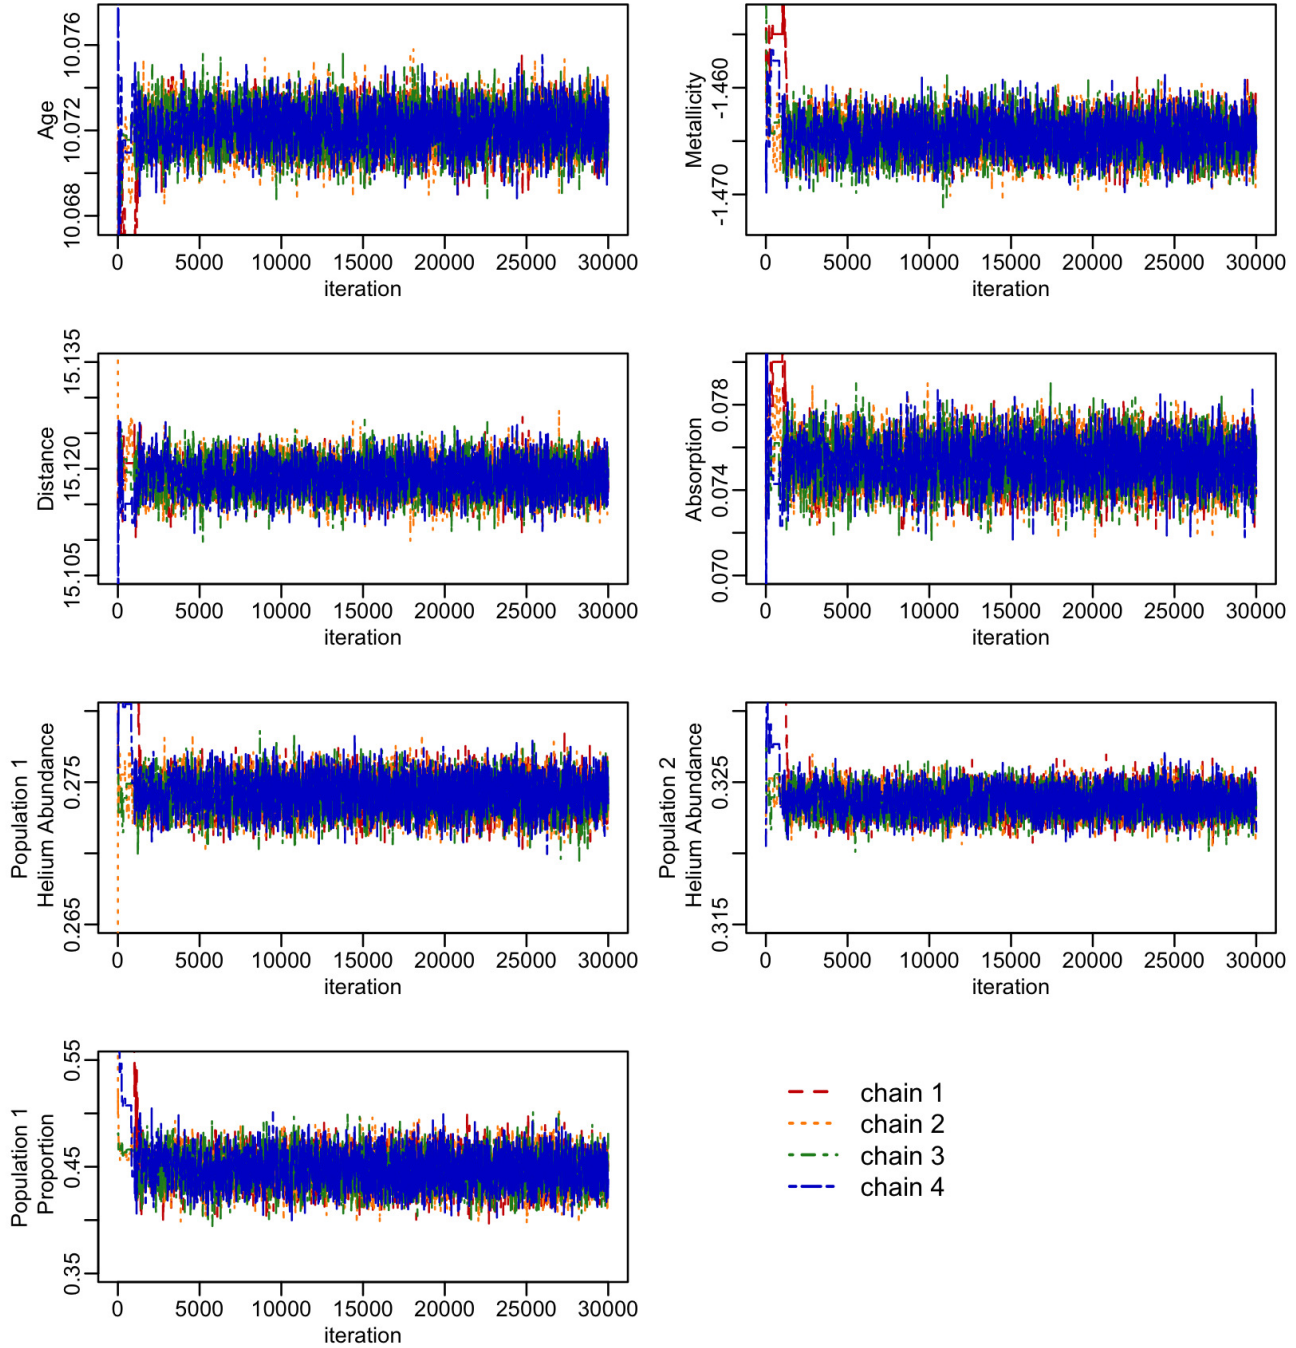 Age
10.076
10.072
10.068
0 5000 10000 15000 20000 25000 30000
iteration
Metallicity
-1.460
-1.470
0 5000 10000 15000 20000 25000 30000
iteration
Distance
15.135
15.120
15.105
0 5000 10000 15000 20000 25000 30000
iteration
Absorption
0.078
0.074
0.070
0 5000 10000 15000 20000 25000 30000
iteration
Population 1
Helium Abundance
0.275
0.265
0 5000 10000 15000 20000 25000 30000
iteration
Population 2
Helium Abundance
0.325
0.315
0 5000 10000 15000 20000 25000 30000
iteration
Population 1
Proportion
0.55
0.45
0.35
0 5000 10000 15000 20000 25000 30000
iteration
chain 1
chain 2
chain 3
chain 4